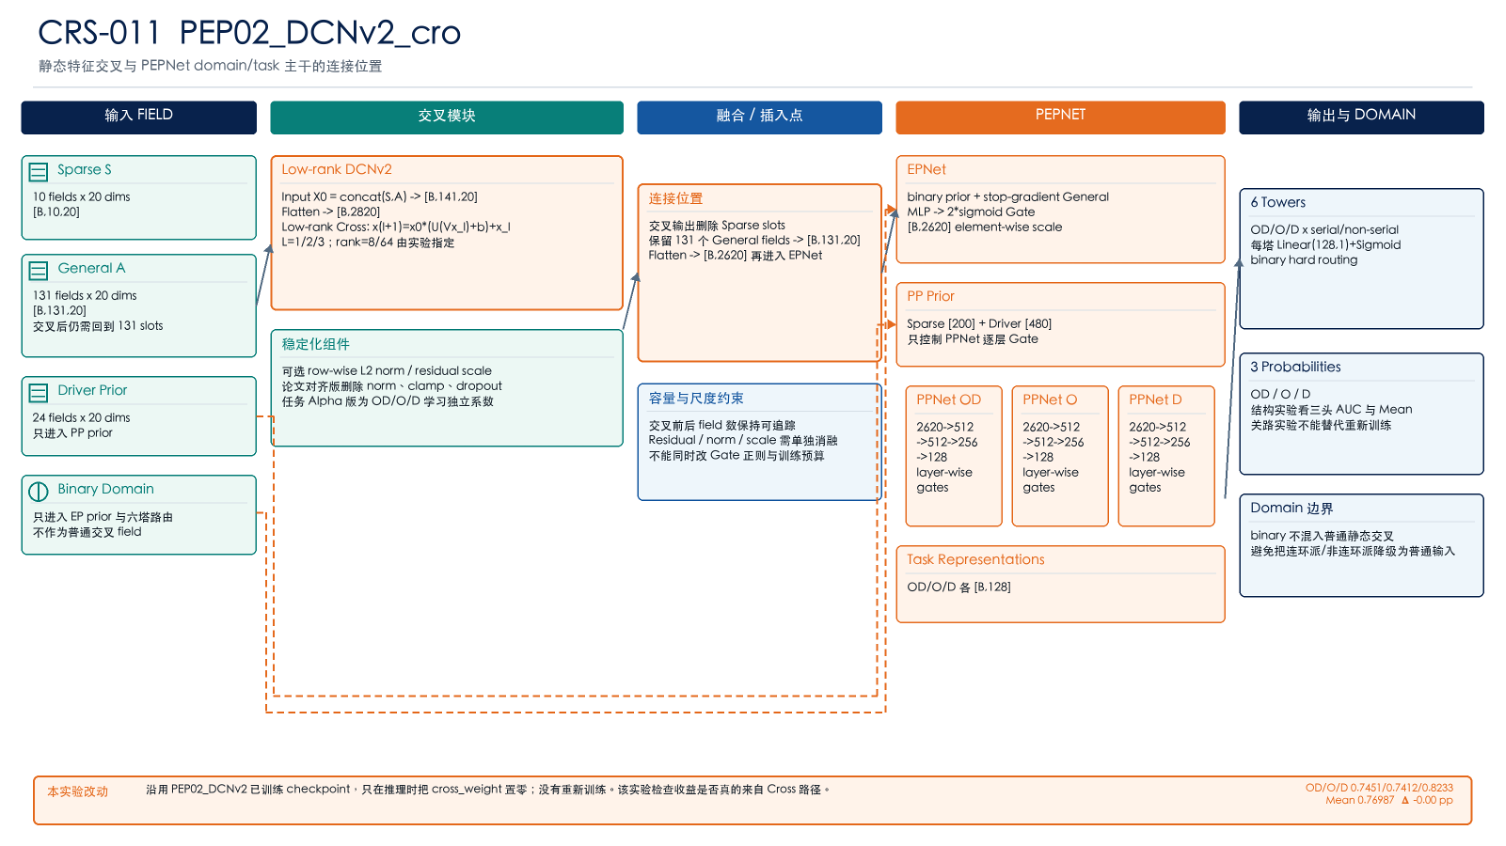 CRS-011 PEP02_DCNv2_cro
静态特征交叉与 PEPNet domain/task 主干的连接位置
输入 FIELD
交叉模块
融合 / 插入点
PEPNET
输出与 DOMAIN
Sparse S
10 fields x 20 dims
[B,10,20]
General A
131 fields x 20 dims
[B,131,20]
交叉后仍需回到 131 slots
Driver Prior
24 fields x 20 dims
只进入 PP prior
Binary Domain
只进入 EP prior 与六塔路由
不作为普通交叉 field
Low-rank DCNv2
Input X0 = concat(S,A) -> [B,141,20]
Flatten -> [B,2820]
Low-rank Cross: x(l+1)=x0*(U(Vx_l)+b)+x_l
L=1/2/3；rank=8/64 由实验指定
稳定化组件
可选 row-wise L2 norm / residual scale
论文对齐版删除 norm、clamp、dropout
任务 Alpha 版为 OD/O/D 学习独立系数
连接位置
交叉输出删除 Sparse slots
保留 131 个 General fields -> [B,131,20]
Flatten -> [B,2620] 再进入 EPNet
容量与尺度约束
交叉前后 field 数保持可追踪
Residual / norm / scale 需单独消融
不能同时改 Gate 正则与训练预算
EPNet
binary prior + stop-gradient General
MLP -> 2*sigmoid Gate
[B,2620] element-wise scale
PP Prior
Sparse [200] + Driver [480]
只控制 PPNet 逐层 Gate
PPNet OD
2620->512
->512->256
->128
layer-wise
gates
PPNet O
2620->512
->512->256
->128
layer-wise
gates
PPNet D
2620->512
->512->256
->128
layer-wise
gates
Task Representations
OD/O/D 各 [B,128]
6 Towers
OD/O/D x serial/non-serial
每塔 Linear(128,1)+Sigmoid
binary hard routing
3 Probabilities
OD / O / D
结构实验看三头 AUC 与 Mean
关路实验不能替代重新训练
Domain 边界
binary 不混入普通静态交叉
避免把连环派/非连环派降级为普通输入
本实验改动
沿用 PEP02_DCNv2 已训练 checkpoint，只在推理时把 cross_weight 置零；没有重新训练。该实验检查收益是否真的来自 Cross 路径。
OD/O/D 0.7451/0.7412/0.8233
Mean 0.76987 Δ -0.00 pp